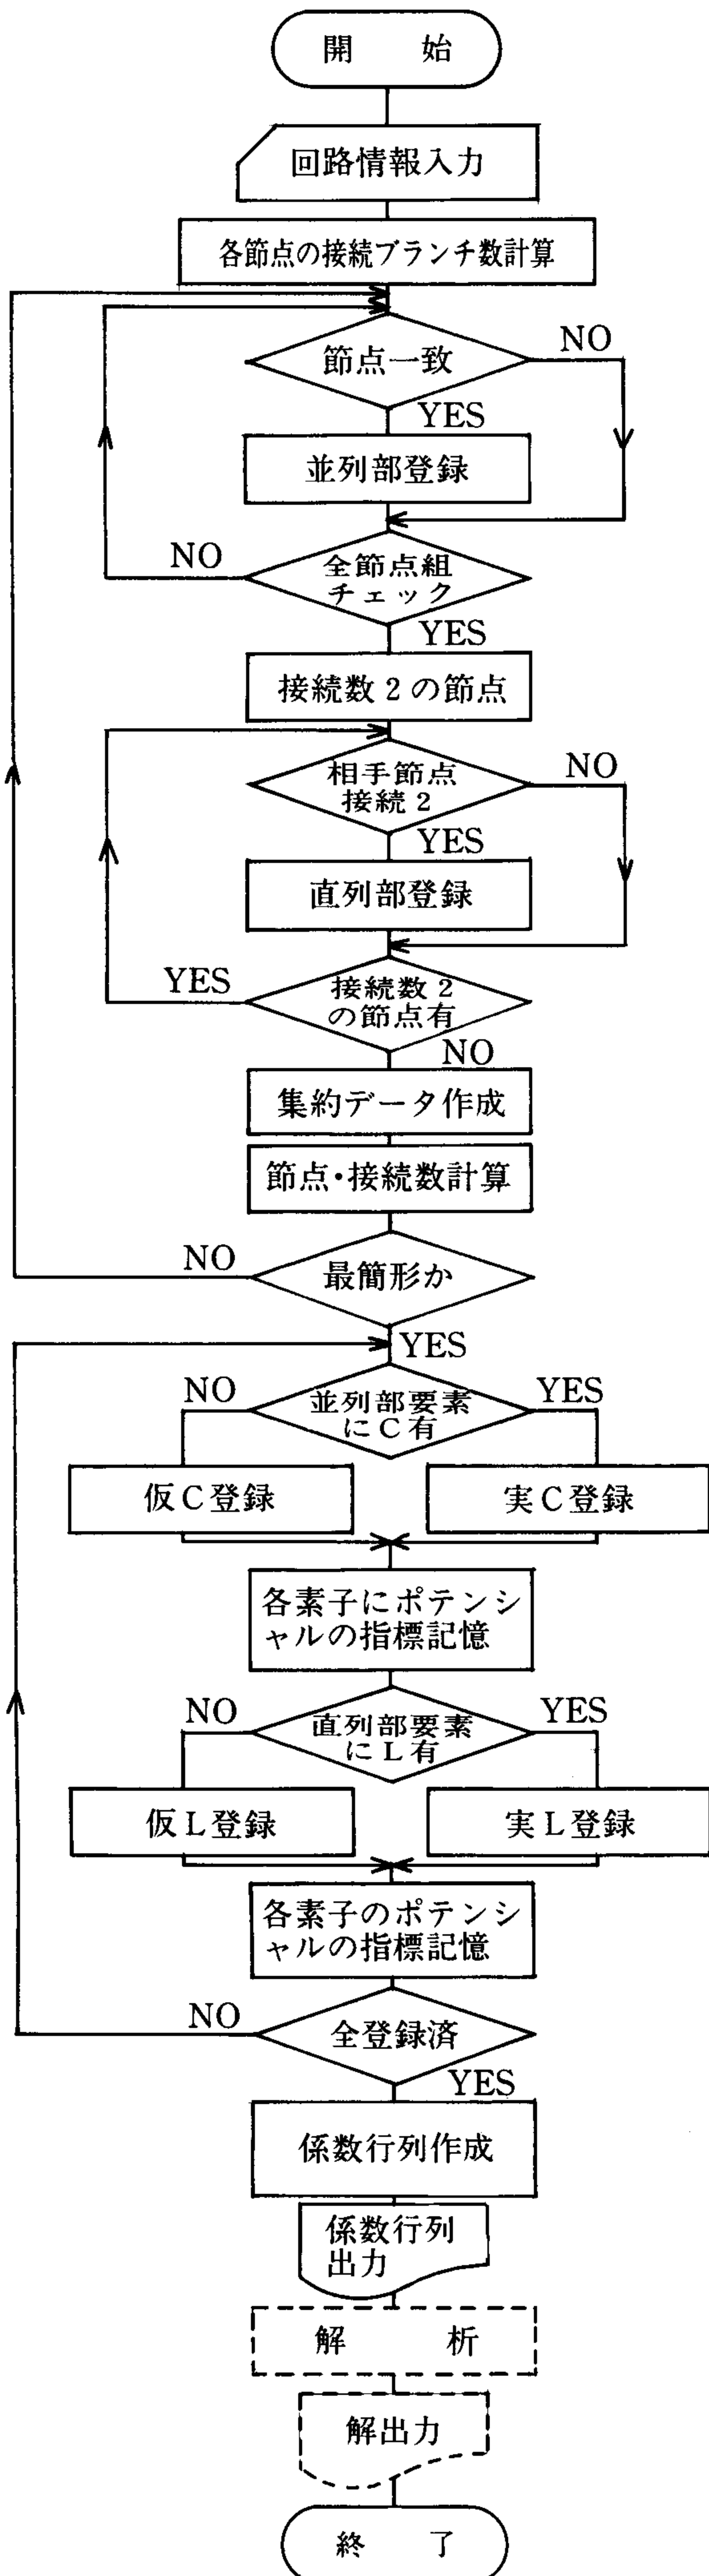 開 始
回路情報入力
各節点の接続ブランチ数計算
節点一致
NO
YES
並列部登録
NO
全節点組
チェック
YES
接続数2の節点
相手節点
接続2
NO
YES
直列部登録
YES
接続数2
の節点有
NO
集約データ作成
節点・接続数計算
NO
最簡形か
YES
NO
並列部要素
にC有
YES
仮C登録
実C登録
各素子にポテンシ
ャルの指標記憶
NO
直列部要素
にL有
YES
仮L登録
実L登録
各素子のポテンシ
ャルの指標記憶
NO
全登録済
YES
係数行列作成
係数行列
出力
解 析
解出力
終 了